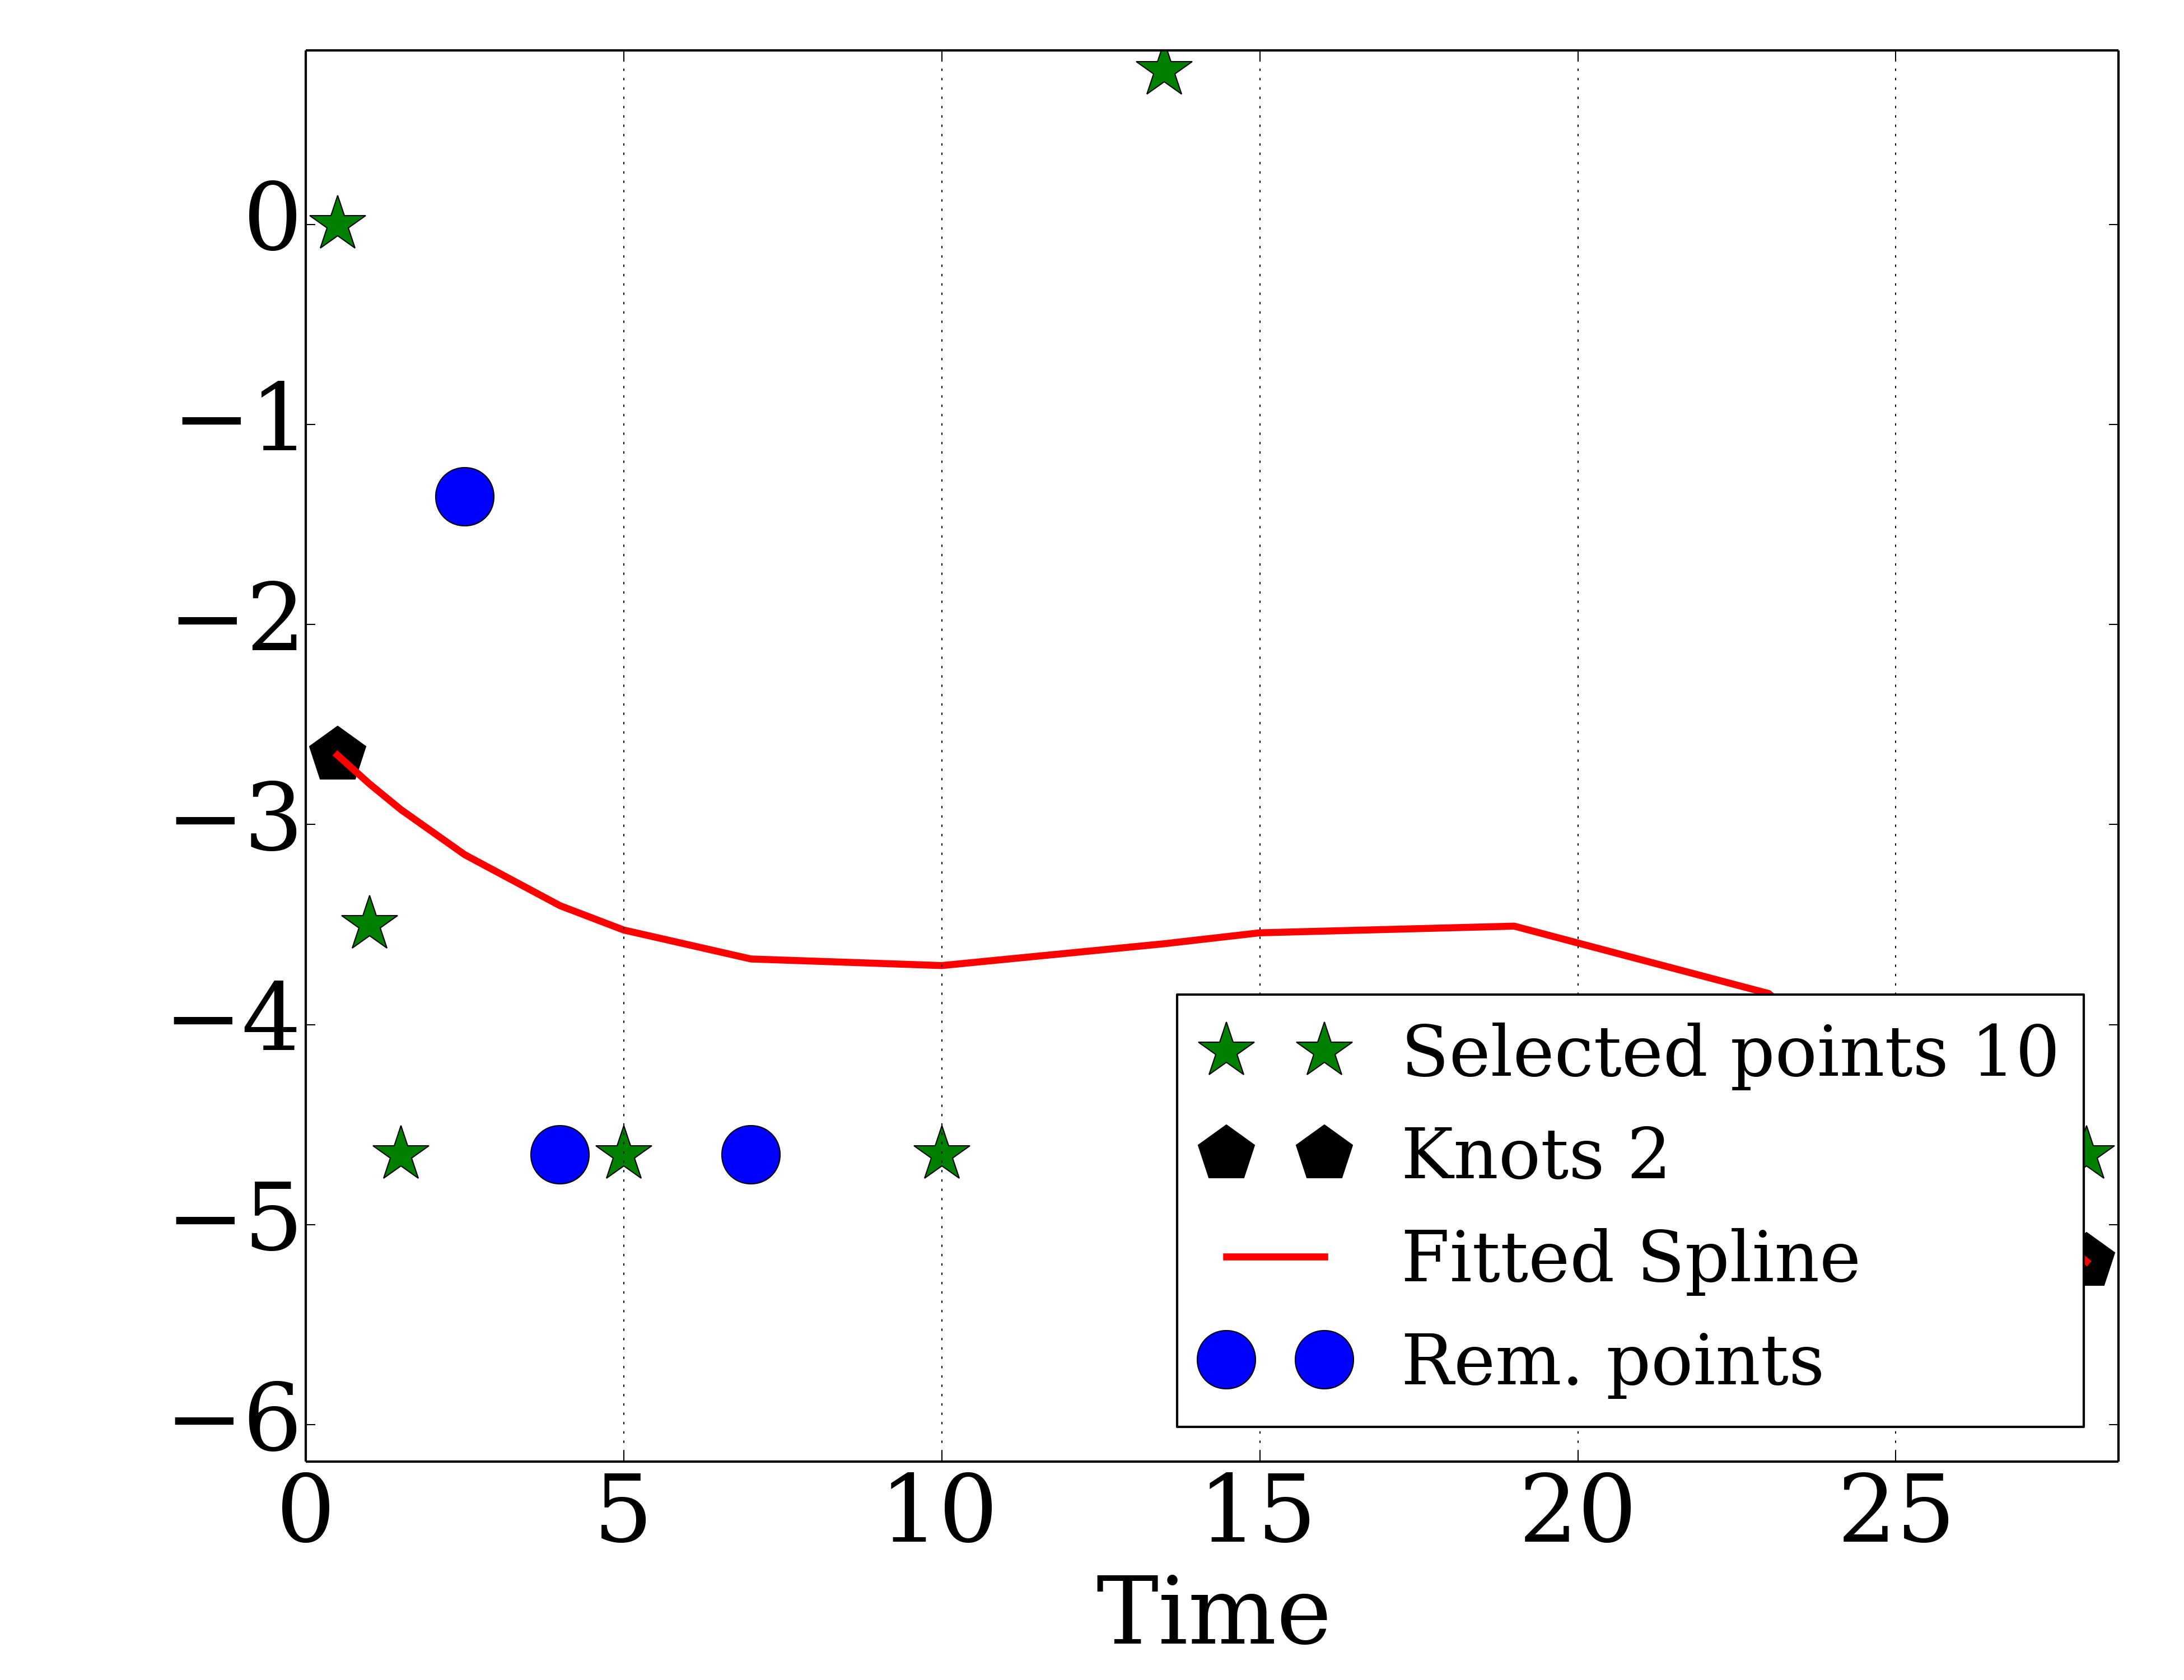 0
−1
−2
−3
−4
−5
−6
0 5 10 15 20 25
Time
Selected points 10
Knots 2
Fitted Spline
Rem. points